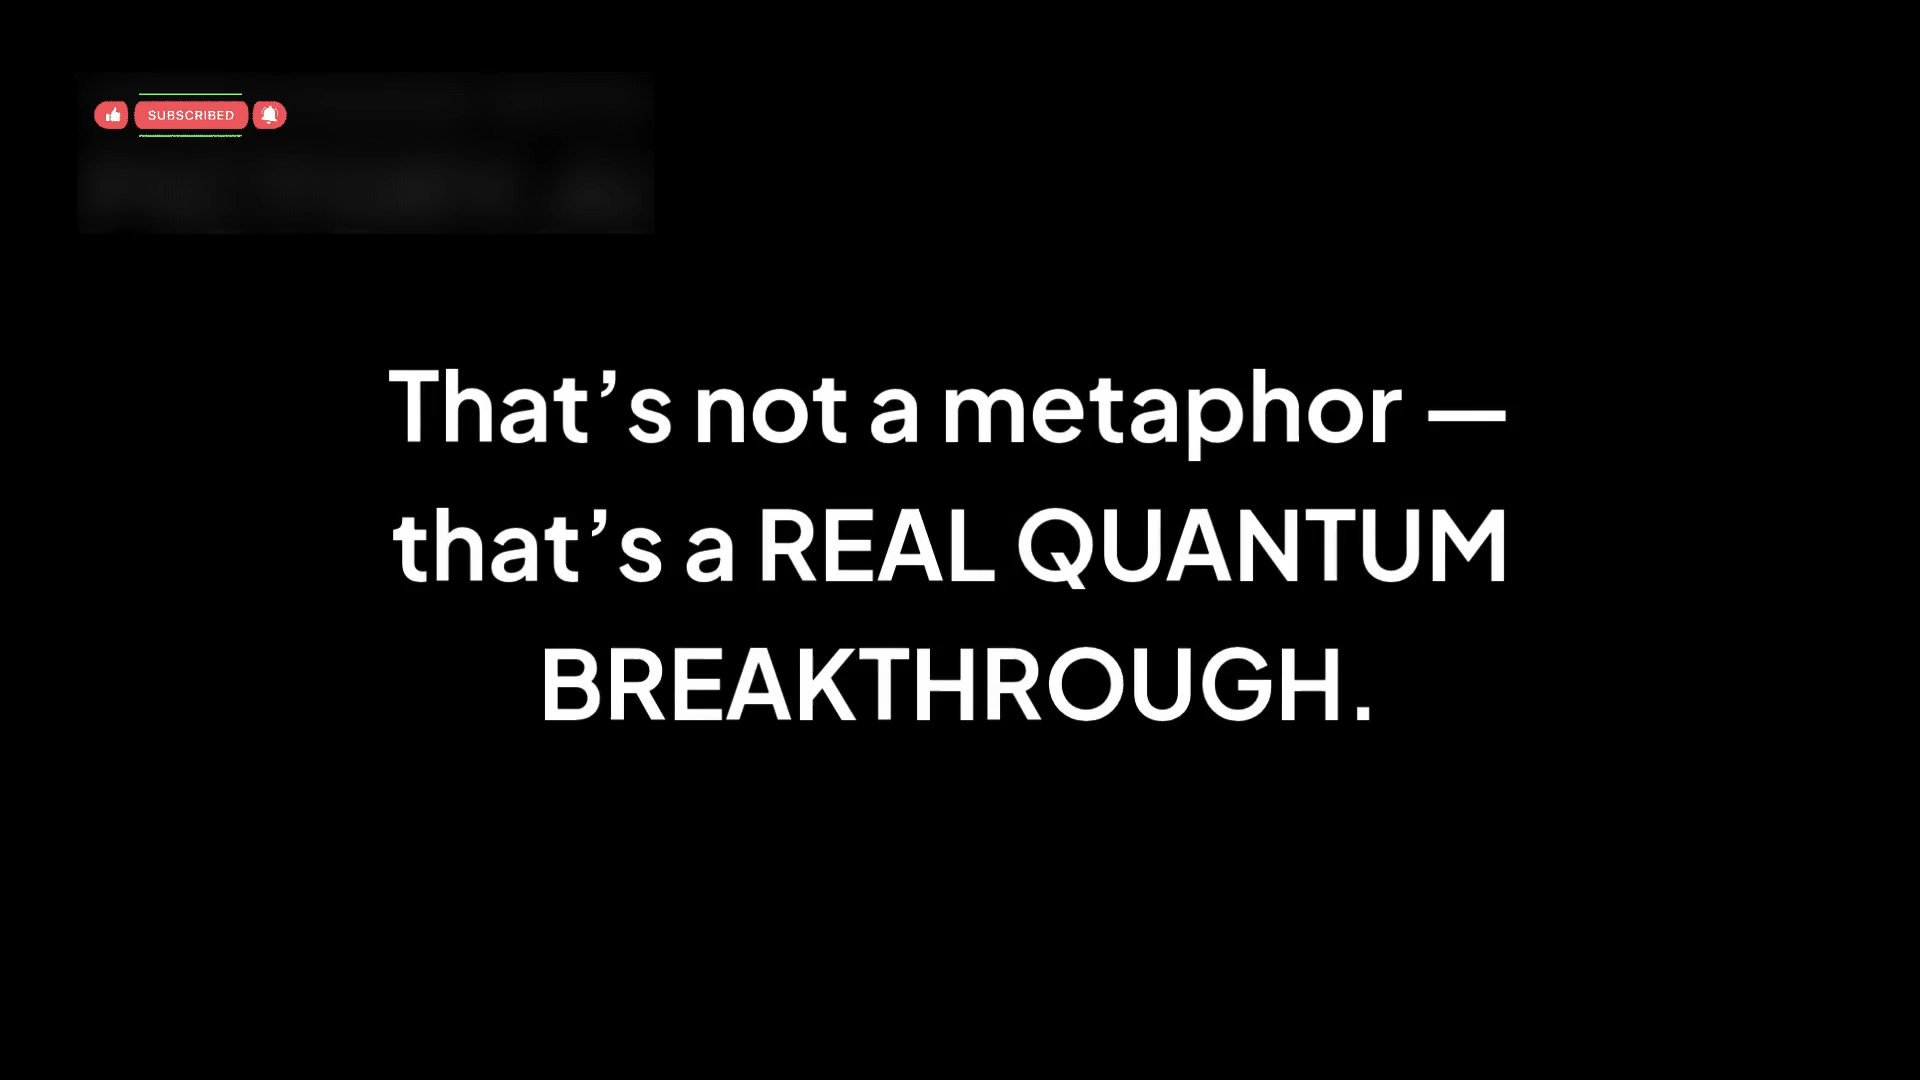 SUBSCRIBED
That’s not a metaphor —
that’s a REAL QUANTUM
BREAKTHROUGH.